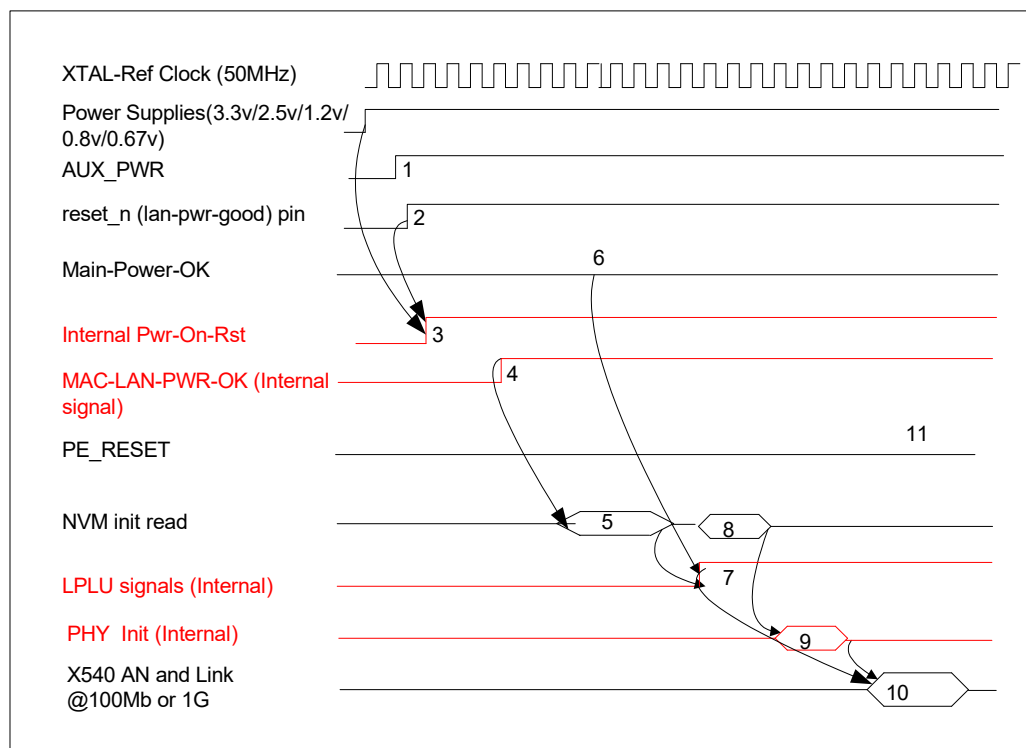 XTAL-Ref Clock (50MHz)
Power Supplies(3.3v/2.5v/1.2v/
0.8v/0.67v)
AUX_PWR
1
reset_n (lan-pwr-good) pin
2
Main-Power-OK
6
Internal Pwr-On-Rst
3
MAC-LAN-PWR-OK (Internal
signal)
4
PE_RESET
11
NVM init read
5
8
LPLU signals (Internal)
7
PHY  Init (Internal)
9
X540 AN and Link
@100Mb or 1G
10